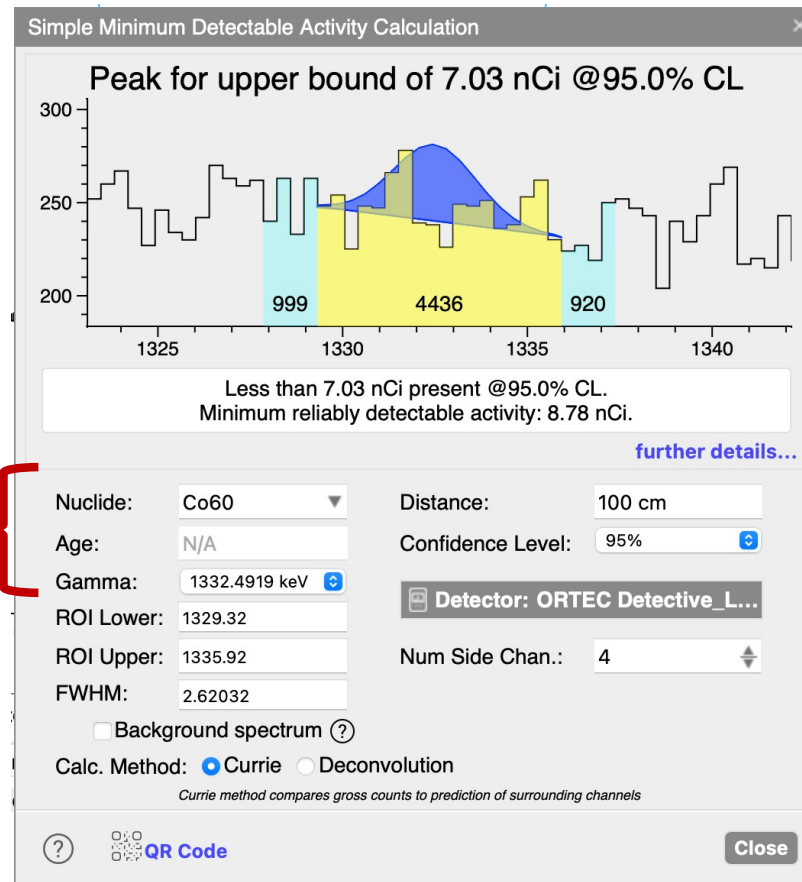 Simple Minimum Detectable Activity Calculation
Peak for upper bound of 7.03 nCi @95.0% CL
300
250
200
999
4436
920
1325
1330
1335
1340
Less than 7.03 nCi present @95.0% CL.
Minimum reliably detectable activity: 8.78 nCi.
further details...
Nuclide: Co60
Distance: 100 cm
Age: N/A
Confidence Level: 95%
Gamma: 1332.4919 keV
Detector: ORTEC Detective_L...
ROI Lower: 1329.32
ROI Upper: 1335.92
Num Side Chan.: 4
FWHM: 2.62032
Background spectrum ?
Calc. Method: Currie Deconvolution
Currie method compares gross counts to prediction of surrounding channels
? QR Code
Close